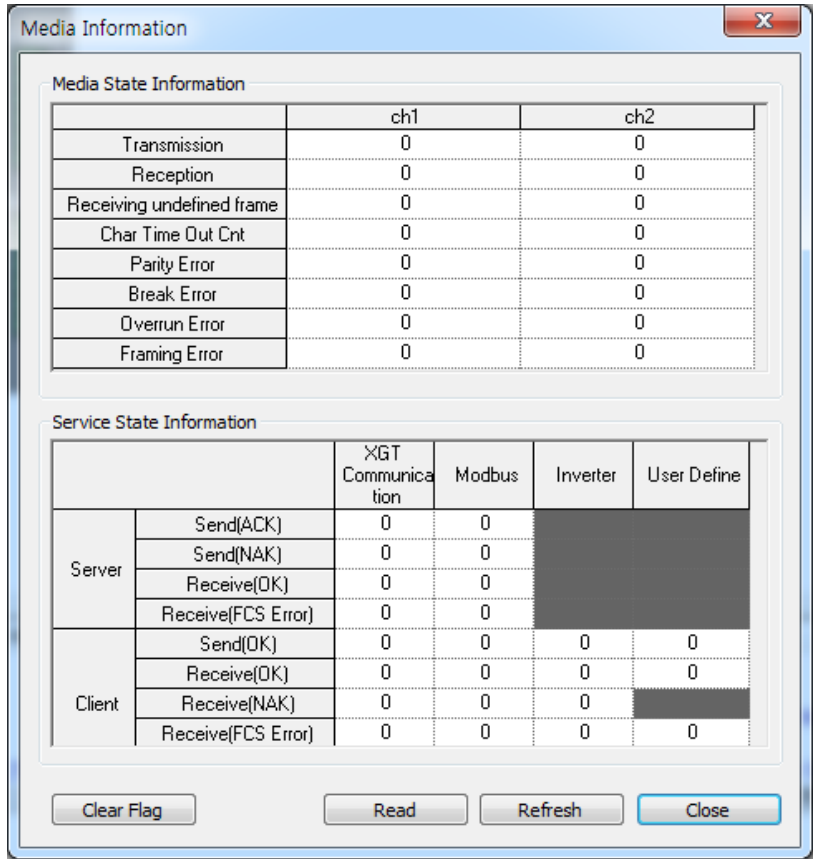 Media Information
Media State Information
ch1 ch2
Transmission 0 0
Reception 0 0
Receiving undefined frame 0 0
Char Time Out Cnt 0 0
Parity Error 0 0
Break Error 0 0
Overrun Error 0 0
Framing Error 0 0
Service State Information
XGT
Communica
tion
Modbus
Inverter
User Define
Server
Send(ACK) 0 0
Send(NAK) 0 0
Receive(OK) 0 0
Receive(FCS Error) 0 0
Client
Send(OK) 0 0 0 0
Receive(OK) 0 0 0 0
Receive(NAK) 0 0 0
Receive(FCS Error) 0 0 0 0
Clear Flag Read Refresh Close